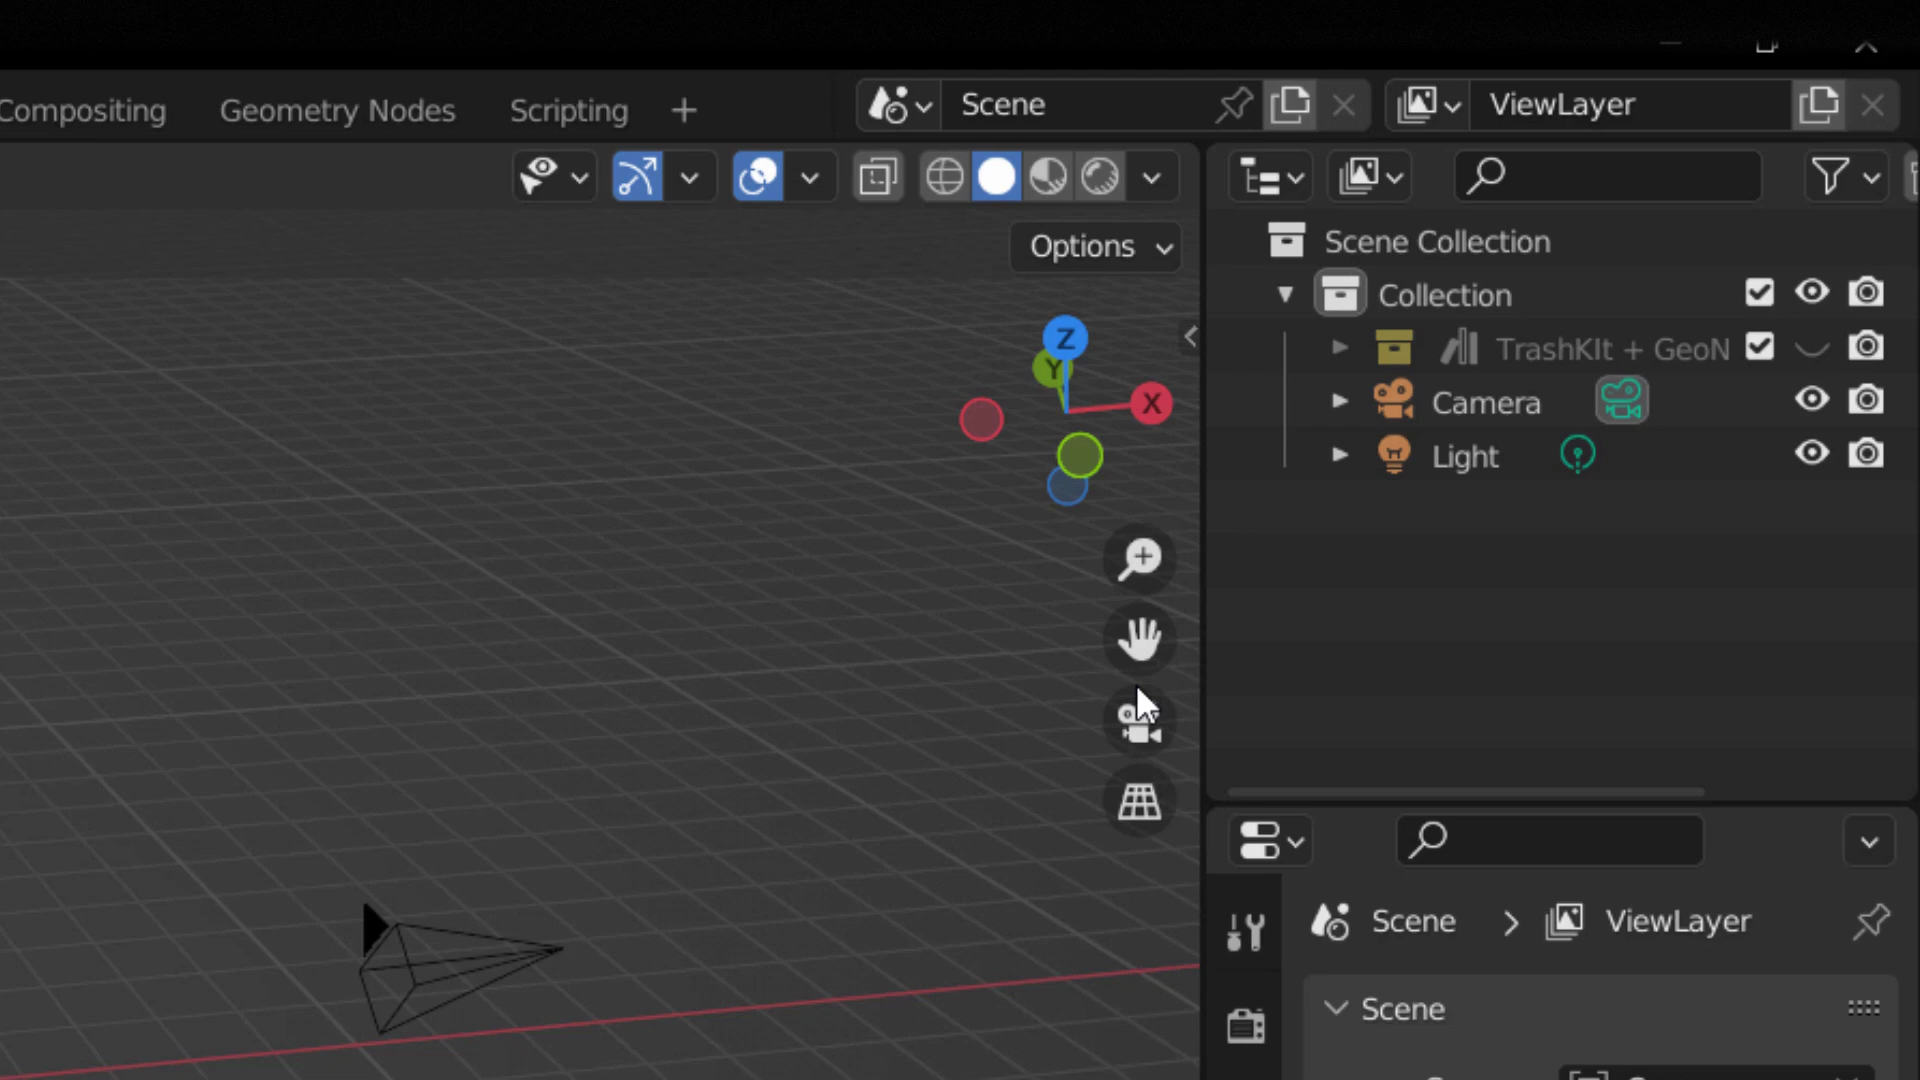 Compositing
Geometry Nodes
Scripting
+
Scene
ViewLayer
Options
Scene Collection
Collection
TrashKIt + GeoN
Camera
Light
Z
Y
X
Scene
ViewLayer
Scene